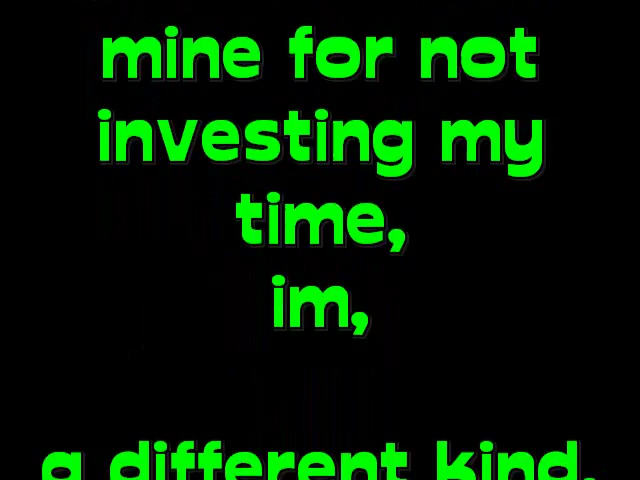 mine for not
investing my
time,
im,
a different kind.